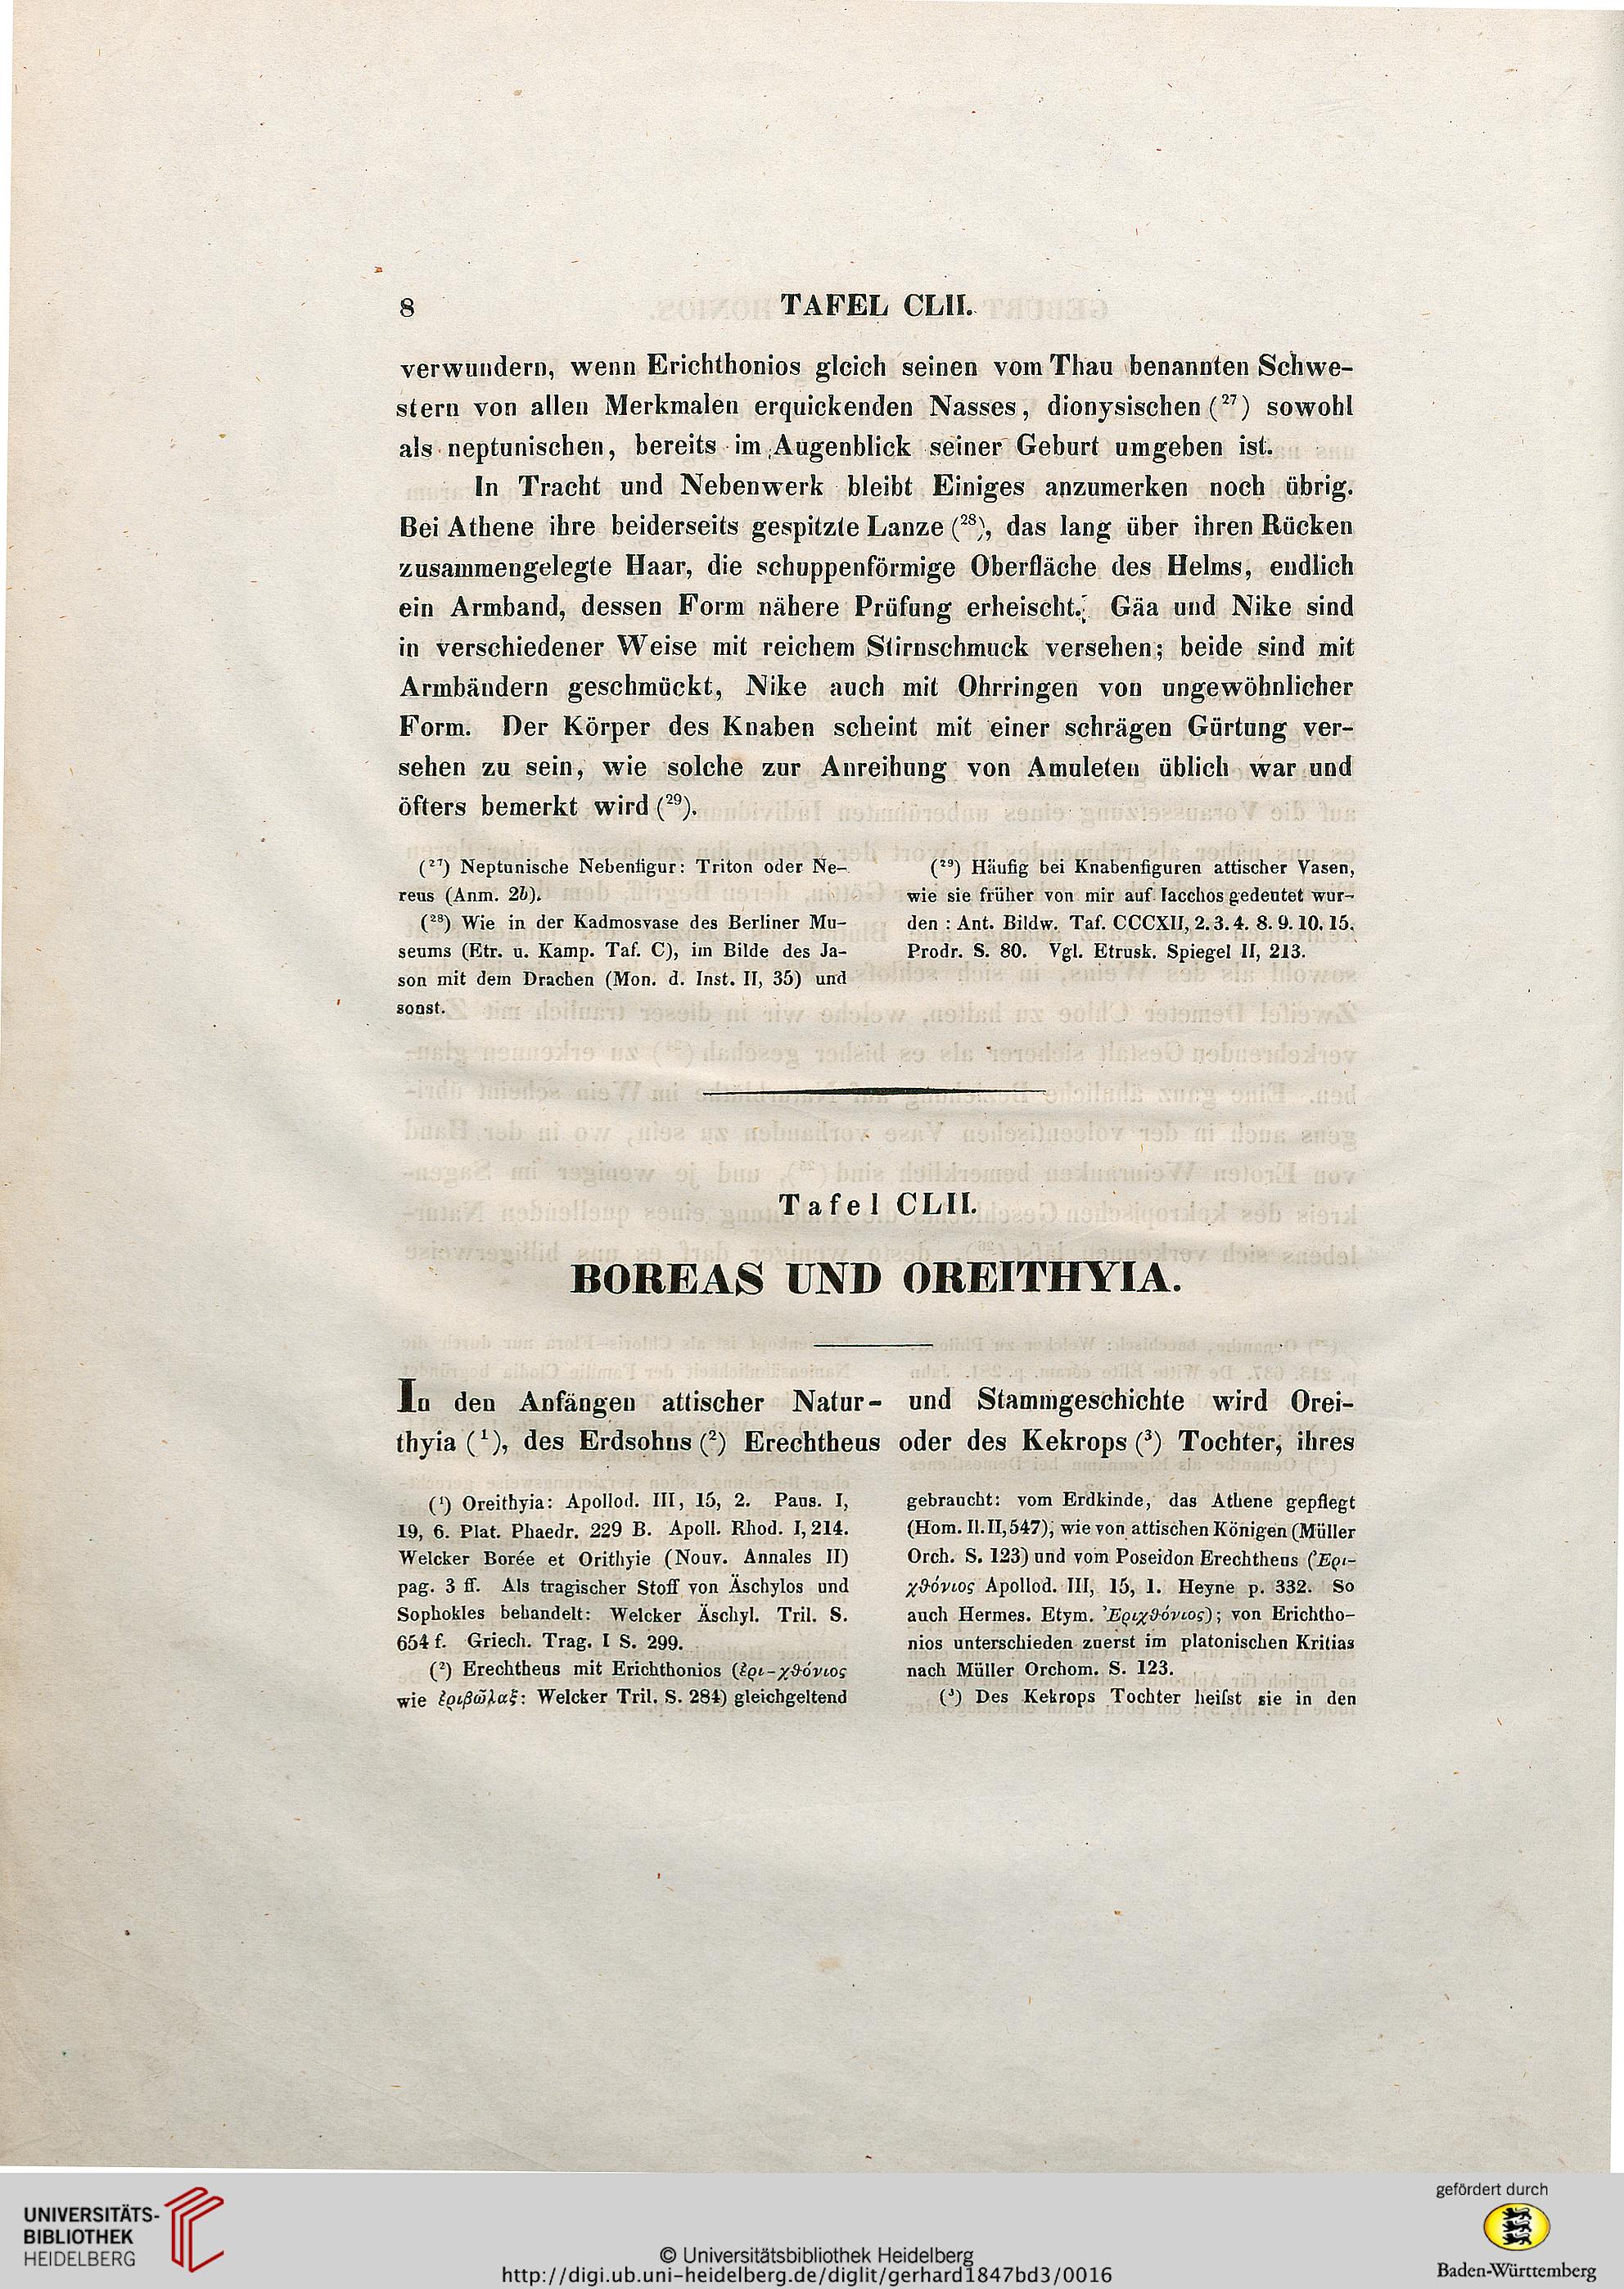 8
TAFEL CLII.
verwundern, wenn Erichthonios gleich seinen vom Thau benannten Schwe-
stern von allen Merkmalen erquickenden Nasses, dionysischen (27) sowohl
als neptunischen, bereits im Augenblick seiner Geburt umgeben ist.
In Tracht und Nebenwerk bleibt Einiges anzumerken noch übrig.
Bei Athene ihre beiderseits gespitzte Lanze (28), das lang über ihren Rücken
zusammengelegte Haar, die schuppenförmige Oberfläche des Helms, endlich
ein Armband, dessen Form nähere Prüfung erheischt. Gäa und Nike sind
in verschiedener Weise mit reichem Stirnschmuck versehen; beide sind mit
Armbändern geschmückt, Nike auch mit Ohrringen von ungewöhnlicher
Form. Der Körper des Knaben scheint mit einer schrägen Gürtung ver-
sehen zu sein, wie solche zur Anreihung von Amuleten üblich war und
öfters bemerkt wird (29).
(27) Neptunische Nebenfigur: Triton oder Ne-
reus (Anm. 2b).
(28) Wie in der Kadmosvase des Berliner Mu-
seums (Etr. u. Kamp. Taf. C), im Bilde des Ja-
son mit dem Drachen (Mon. d. Inst. II, 35) und
sonst.
(29) Häufig bei Knabenfiguren attischer Vasen,
wie sie früher von mir auf Iacchos gedeutet wur-
den : Ant. Bildw. Taf. CCCXII, 2. 3. 4. 8. 9. 10. 15.
Prodr. S. 80. Vgl. Etrusk. Spiegel II, 213.
Tafel CLII.
BOREAS UND OREITHYIA.
In den Anfängen attischer Natur- und Stammgeschichte wird Orei-
thyia (1), des Erdsohns (2) Erechtheus oder des Kekrops (3) Tochter, ihres
(1) Oreithyia: Apollod. III, 15, 2. Paus. I,
19, 6. Plat. Phaedr. 229 B. Apoll. Rhod. I, 214.
Welcker Borée et Orithyie (Nouv. Annales II)
pag. 3 ff. Als tragischer Stoff von Äschylos und
Sophokles behandelt: Welcker Äschyl. Tril. S.
654 f. Griech. Trag. I S. 299.
(2) Erechtheus mit Erichthonios (ἐρι-χθόνιος
wie ἐριβῶλαξ: Welcker Tril. S. 284) gleichgeltend
gebraucht: vom Erdkinde, das Athene gepflegt
(Hom. Il. II, 547), wie von attischen Königen (Müller
Orch. S. 123) und vom Poseidon Erechtheus (Ἐρι-
χθόνιος Apollod. III, 15, 1. Heyne p. 332. So
auch Hermes. Etym. Ἐριχθόνιος); von Erichtho-
nios unterschieden zuerst im platonischen Kritias
nach Müller Orchom. S. 123.
(3) Des Kekrops Tochter heifst sie in den
UNIVERSITÄTS-
BIBLIOTHEK
HEIDELBERG
© Universitätsbibliothek Heidelberg
http://digi.ub.uni-heidelberg.de/diglit/gerhard1847bd3/0016
gefördert durch
Baden-Württemberg